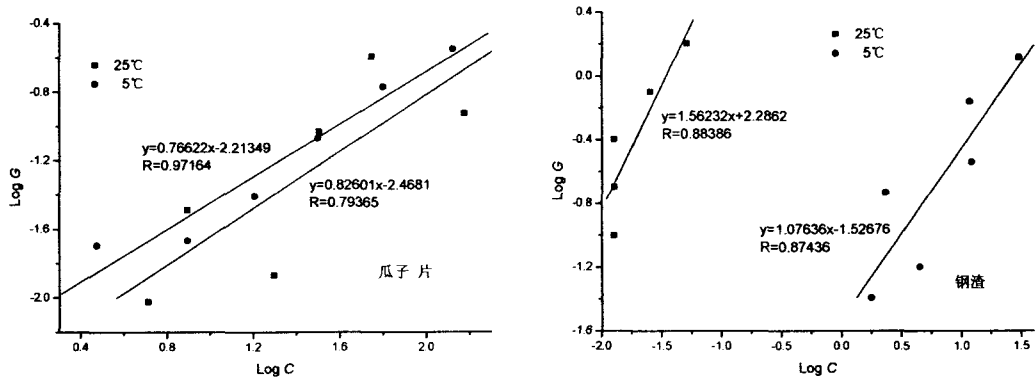 -0.4
-0.8
-1.2
-1.6
-2.0
Log G
25℃
5℃
y=0.76622x-2.21349
R=0.97164
y=0.82601x-2.4681
R=0.79365
瓜子 片
0.4 0.8 1.2 1.6 2.0
Log C
0.4
0.0
-0.4
-0.8
-1.2
-1.6
Log G
25℃
5℃
y=1.56232x+2.2862
R=0.88386
y=1.07636x-1.52676
R=0.87436
钢渣
-2.0 -1.5 -1.0 -0.5 0.0 0.5 1.0 1.5
Log C